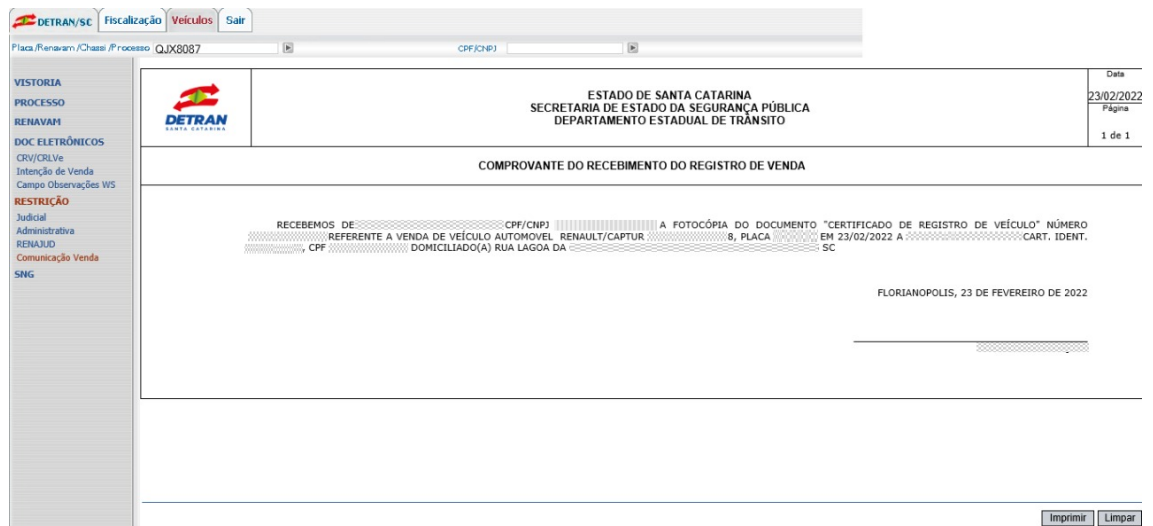 DETRAN/SC Fiscalização Veículos Sair
Placa/Renavam/Chassi/Processo QJX8087 CPF/CNPJ
VISTORIA
PROCESSO
RENAVAM
DOC ELETRÔNICOS
CRV/CRLVe
Intenção de Venda
Campo Observações WS
RESTRIÇÃO
Judicial
Administrativa
RENAJUD
Comunicação Venda
SNG
DETRAN
SANTA CATARINA
ESTADO DE SANTA CATARINA
SECRETARIA DE ESTADO DA SEGURANÇA PÚBLICA
DEPARTAMENTO ESTADUAL DE TRÂNSITO
Data
23/02/2022
Página
1 de 1
COMPROVANTE DO RECEBIMENTO DO REGISTRO DE VENDA
RECEBEMOS DE CPF/CNPJ A FOTOCÓPIA DO DOCUMENTO "CERTIFICADO DE REGISTRO DE VEÍCULO" NÚMERO
REFERENTE A VENDA DE VEÍCULO AUTOMOVEL RENAULT/CAPTUR 8, PLACA EM 23/02/2022 A CART. IDENT.
, CPF DOMICILIADO(A) RUA LAGOA DA SC
FLORIANOPOLIS, 23 DE FEVEREIRO DE 2022
Imprimir Limpar